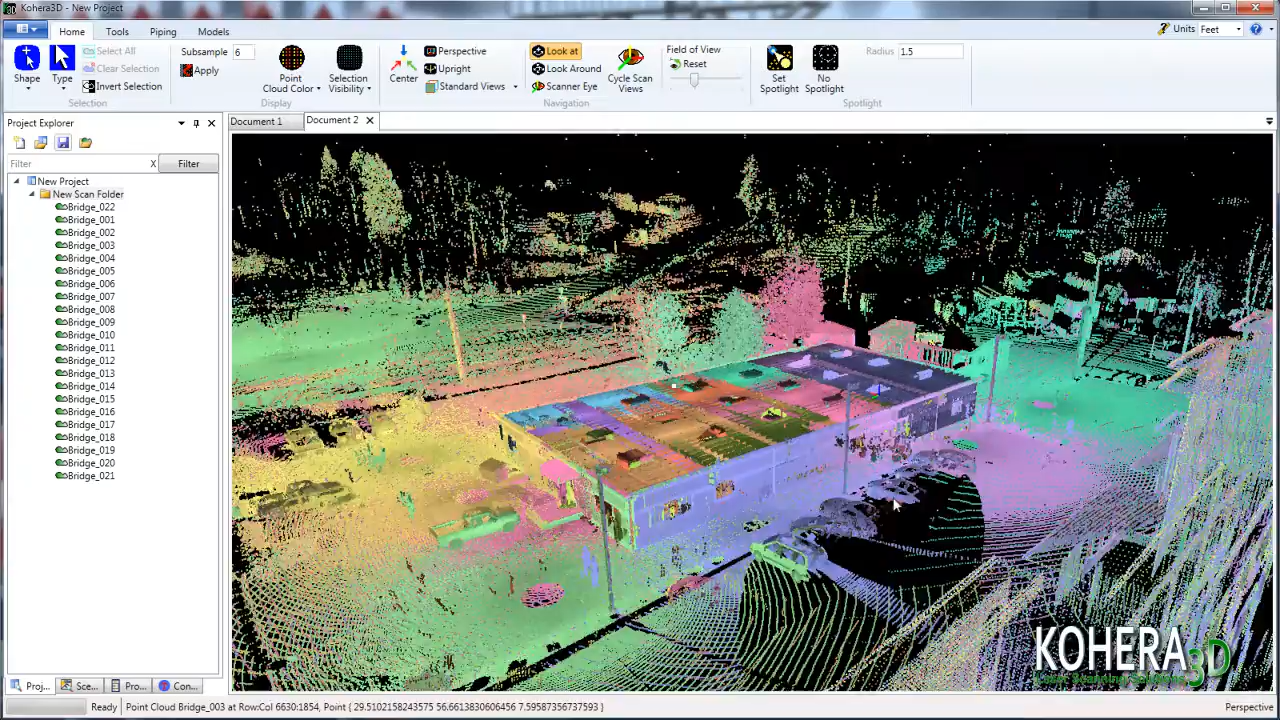 Kohera3D - New Project
Home Tools Piping Models
Units Feet
Shape
Type
Select All
Clear Selection
Invert Selection
Selection
Subsample 6
Apply
Point
Cloud Color
Selection
Visibility
Display
Center
Perspective
Upright
Standard Views
Look at
Look Around
Scanner Eye
Cycle Scan
Views
Navigation
Field of View
Reset
Set
Spotlight
No
Spotlight
Radius 1.5
Spotlight
Project Explorer
Document 1
Document 2 X
Filter X Filter
New Project
New Scan Folder
Bridge_022
Bridge_001
Bridge_002
Bridge_003
Bridge_004
Bridge_005
Bridge_006
Bridge_007
Bridge_008
Bridge_009
Bridge_010
Bridge_011
Bridge_012
Bridge_013
Bridge_014
Bridge_015
Bridge_016
Bridge_017
Bridge_018
Bridge_019
Bridge_020
Bridge_021
KOHERA3D
Laser Scanning Solutions
Proj... Sce... Pro... Con...
Ready Point Cloud Bridge_003 at Row:Col 6630:1854, Point { 29.5102158243575 56.6613830606456 7.59587356737593 } Perspective